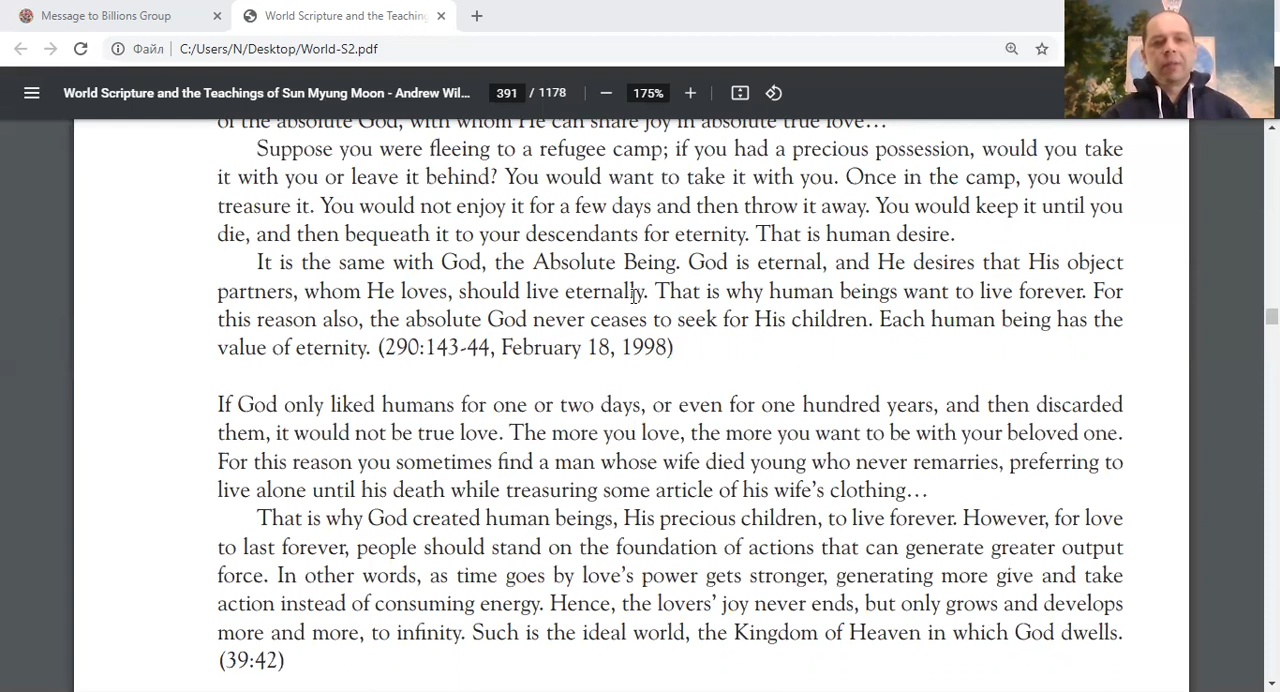 Message to Billions Group
World Scripture and the Teaching
Файл
C:/Users/N/Desktop/World-S2.pdf
World Scripture and the Teachings of Sun Myung Moon - Andrew Wil...
391 / 1178
175%
of the absolute God, with whom He can share joy in absolute true love…
Suppose you were fleeing to a refugee camp; if you had a precious possession, would you take
it with you or leave it behind? You would want to take it with you. Once in the camp, you would
treasure it. You would not enjoy it for a few days and then throw it away. You would keep it until you
die, and then bequeath it to your descendants for eternity. That is human desire.
It is the same with God, the Absolute Being. God is eternal, and He desires that His object
partners, whom He loves, should live eternally. That is why human beings want to live forever. For
this reason also, the absolute God never ceases to seek for His children. Each human being has the
value of eternity. (290:143-44, February 18, 1998)
If God only liked humans for one or two days, or even for one hundred years, and then discarded
them, it would not be true love. The more you love, the more you want to be with your beloved one.
For this reason you sometimes find a man whose wife died young who never remarries, preferring to
live alone until his death while treasuring some article of his wife's clothing…
That is why God created human beings, His precious children, to live forever. However, for love
to last forever, people should stand on the foundation of actions that can generate greater output
force. In other words, as time goes by love's power gets stronger, generating more give and take
action instead of consuming energy. Hence, the lovers' joy never ends, but only grows and develops
more and more, to infinity. Such is the ideal world, the Kingdom of Heaven in which God dwells.
(39:42)